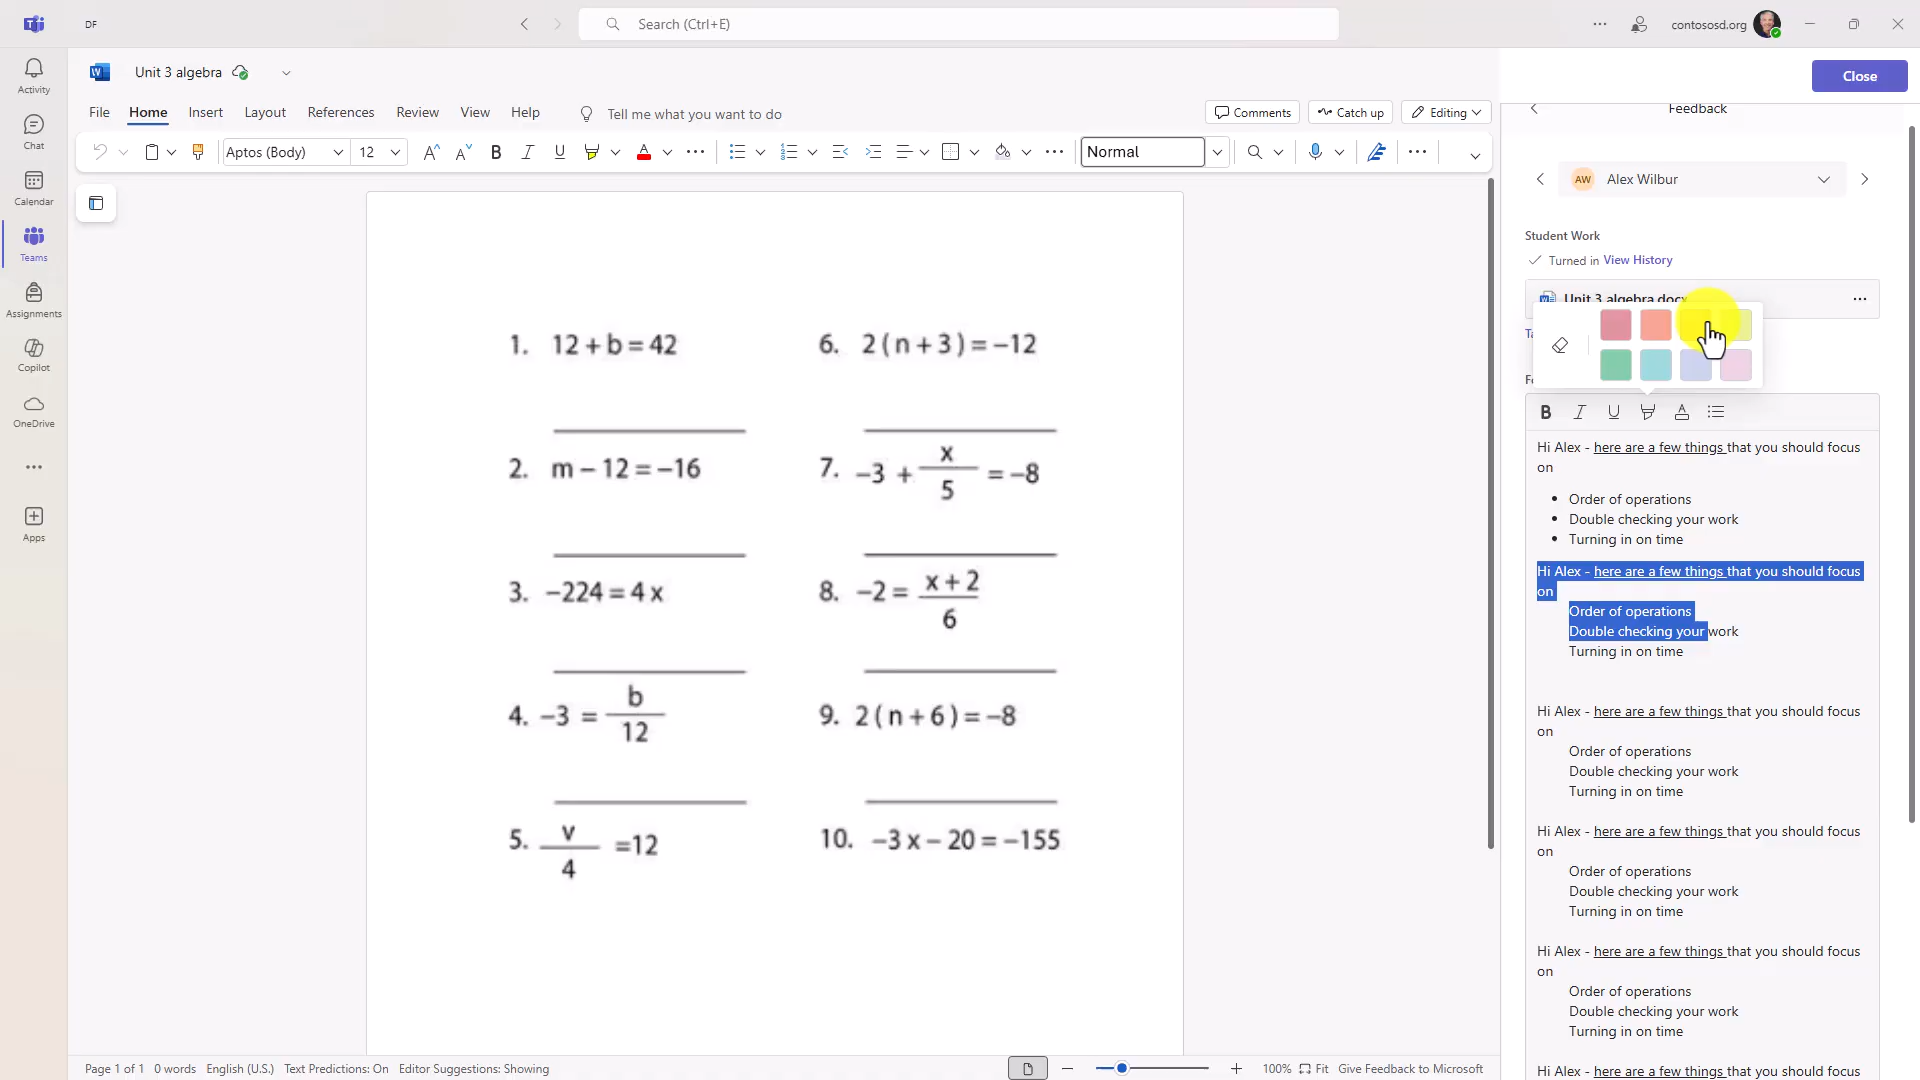 DF
Search (Ctrl+E)
contososd.org
Activity
Chat
Calendar
Teams
Assignments
Copilot
OneDrive
Apps
Unit 3 algebra
File Home Insert Layout References Review View Help Tell me what you want to do
Comments Catch up Editing
Aptos (Body) 12 Normal
1. 12 + b = 42
2. m – 12 = –16
3. –224 = 4 x
4. –3 = b/12
5. v/4 =12
6. 2 ( n + 3 ) = –12
7. –3 + x/5 = –8
8. –2 = x + 2/6
9. 2 ( n + 6 ) = –8
10. –3 x – 20 = –155
Close
Feedback
AW Alex Wilbur
Student Work
Turned in View History
Unit 3 algebra.docx
B I U A
Hi Alex - here are a few things that you should focus
on
• Order of operations
• Double checking your work
• Turning in on time
Hi Alex - here are a few things that you should focus
on
Order of operations
Double checking your work
Turning in on time
Hi Alex - here are a few things that you should focus
on
Order of operations
Double checking your work
Turning in on time
Hi Alex - here are a few things that you should focus
on
Order of operations
Double checking your work
Turning in on time
Hi Alex - here are a few things that you should focus
on
Order of operations
Double checking your work
Turning in on time
Hi Alex - here are a few things that you should focus
Page 1 of 1 0 words English (U.S.) Text Predictions: On Editor Suggestions: Showing
100% Fit Give Feedback to Microsoft